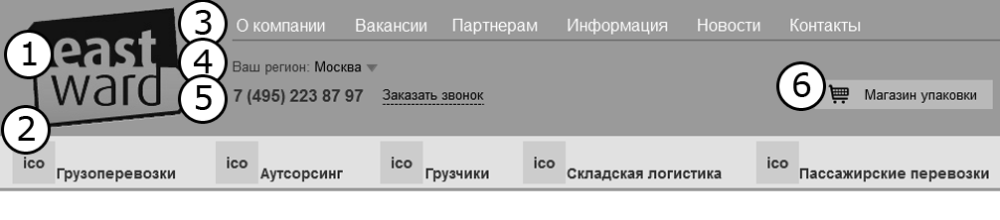 1
2
3
4
5
6
east
ward
О компании Вакансии Партнерам Информация Новости Контакты
Ваш регион: Москва
7 (495) 223 87 97 Заказать звонок
Магазин упаковки
ico Грузоперевозки ico Аутсорсинг ico Грузчики ico Складская логистика ico Пассажирские перевозки